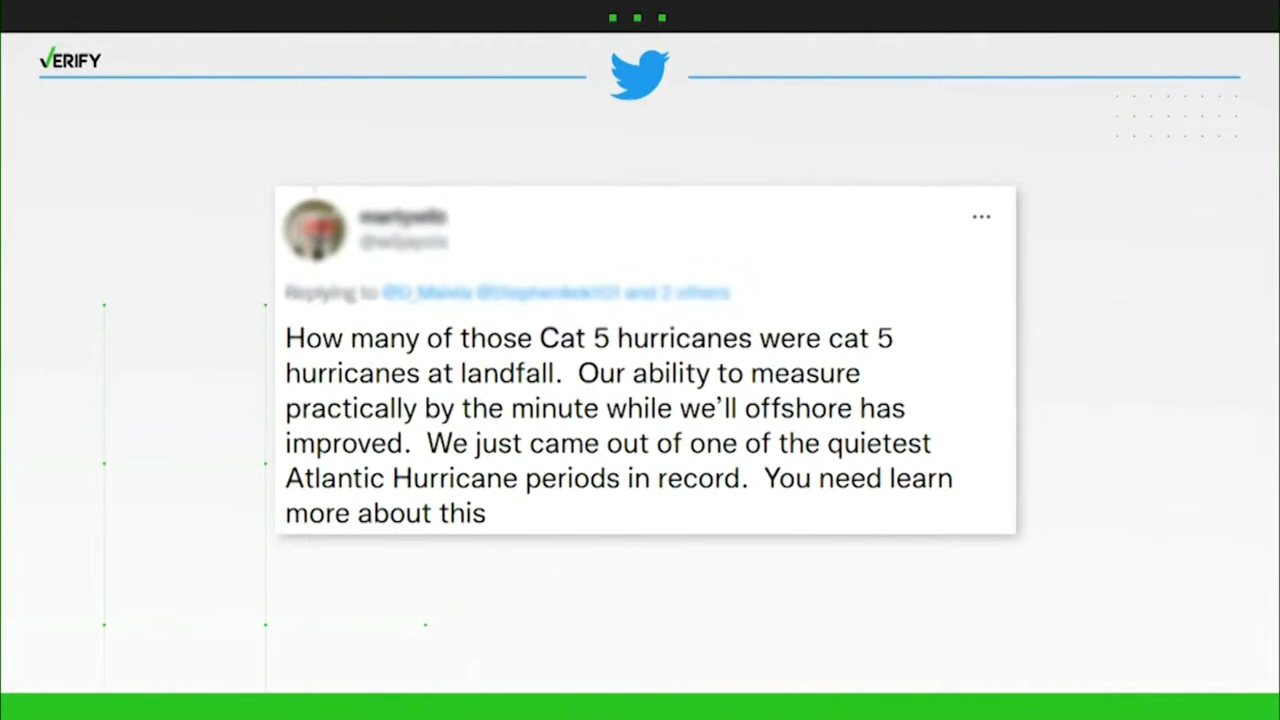 VERIFY
How many of those Cat 5 hurricanes were cat 5
hurricanes at landfall.  Our ability to measure
practically by the minute while we’ll offshore has
improved.  We just came out of one of the quietest
Atlantic Hurricane periods in record.  You need learn
more about this